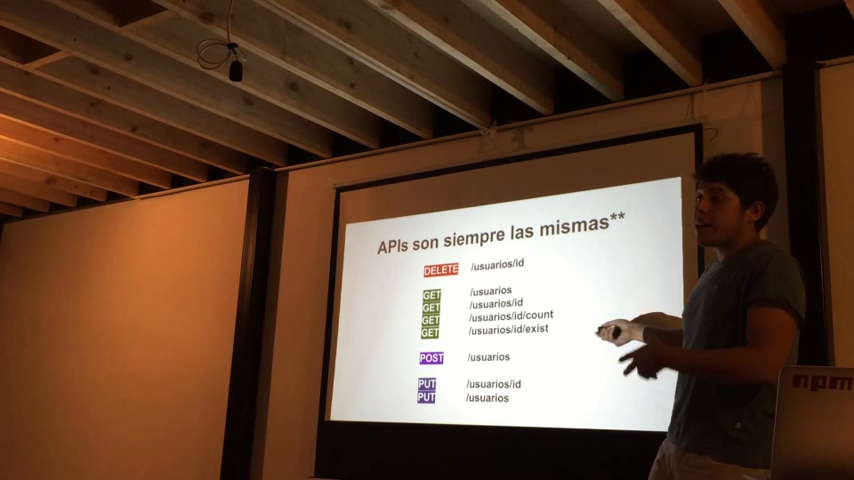 APIs son siempre las mismas**
DELETE /usuarios/id
GET /usuarios
GET /usuarios/id
GET /usuarios/id/count
GET /usuarios/id/exist
POST /usuarios
PUT /usuarios/id
PUT /usuarios
npm